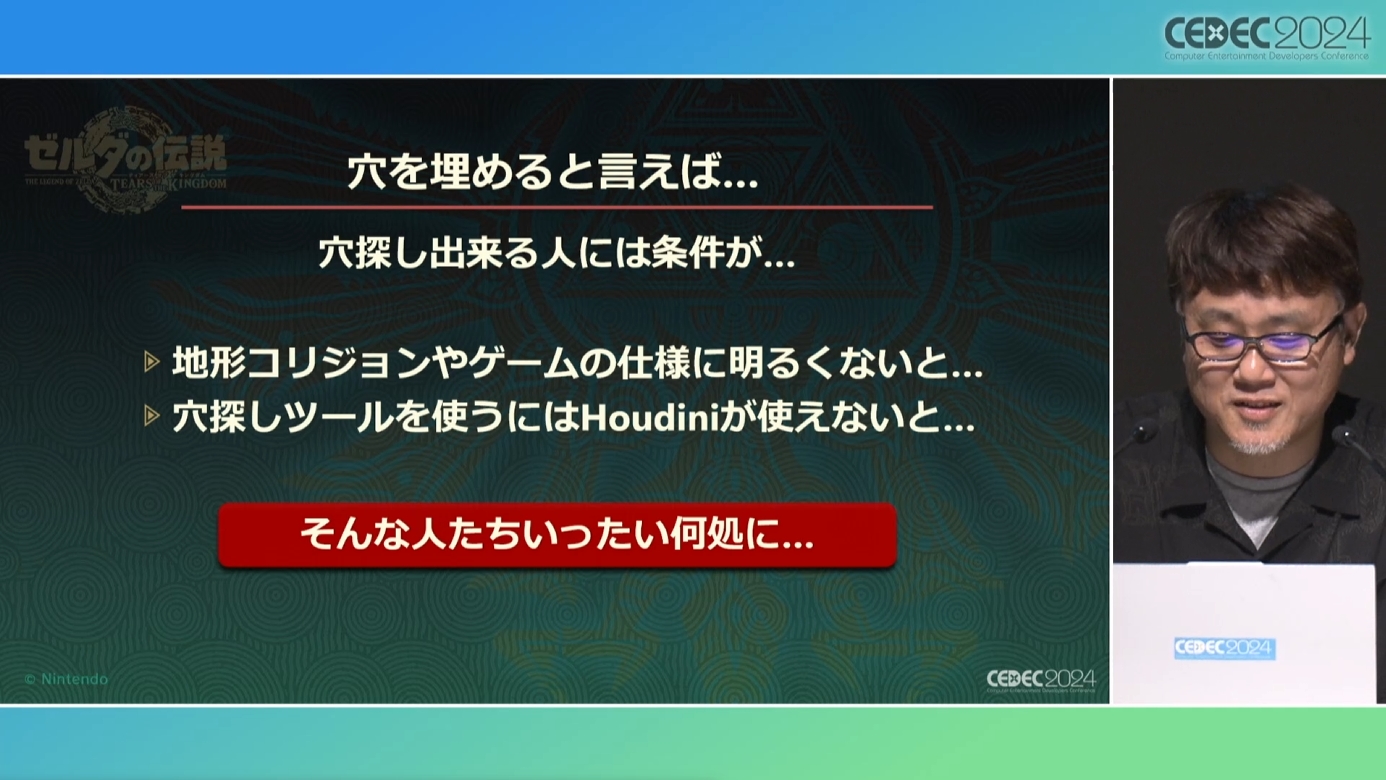 CEDEC2024
Computer Entertainment Developers Conference
ゼルダの伝説
TEARS OF THE KINGDOM
穴を埋めると言えば…
穴探し出来る人には条件が…
地形コリジョンやゲームの仕様に明るくないと…
穴探しツールを使うにはHoudiniが使えないと…
そんな人たちいったい何処に…
© Nintendo
CEDEC2024
Computer Entertainment Developers Conference
CEDEC2024